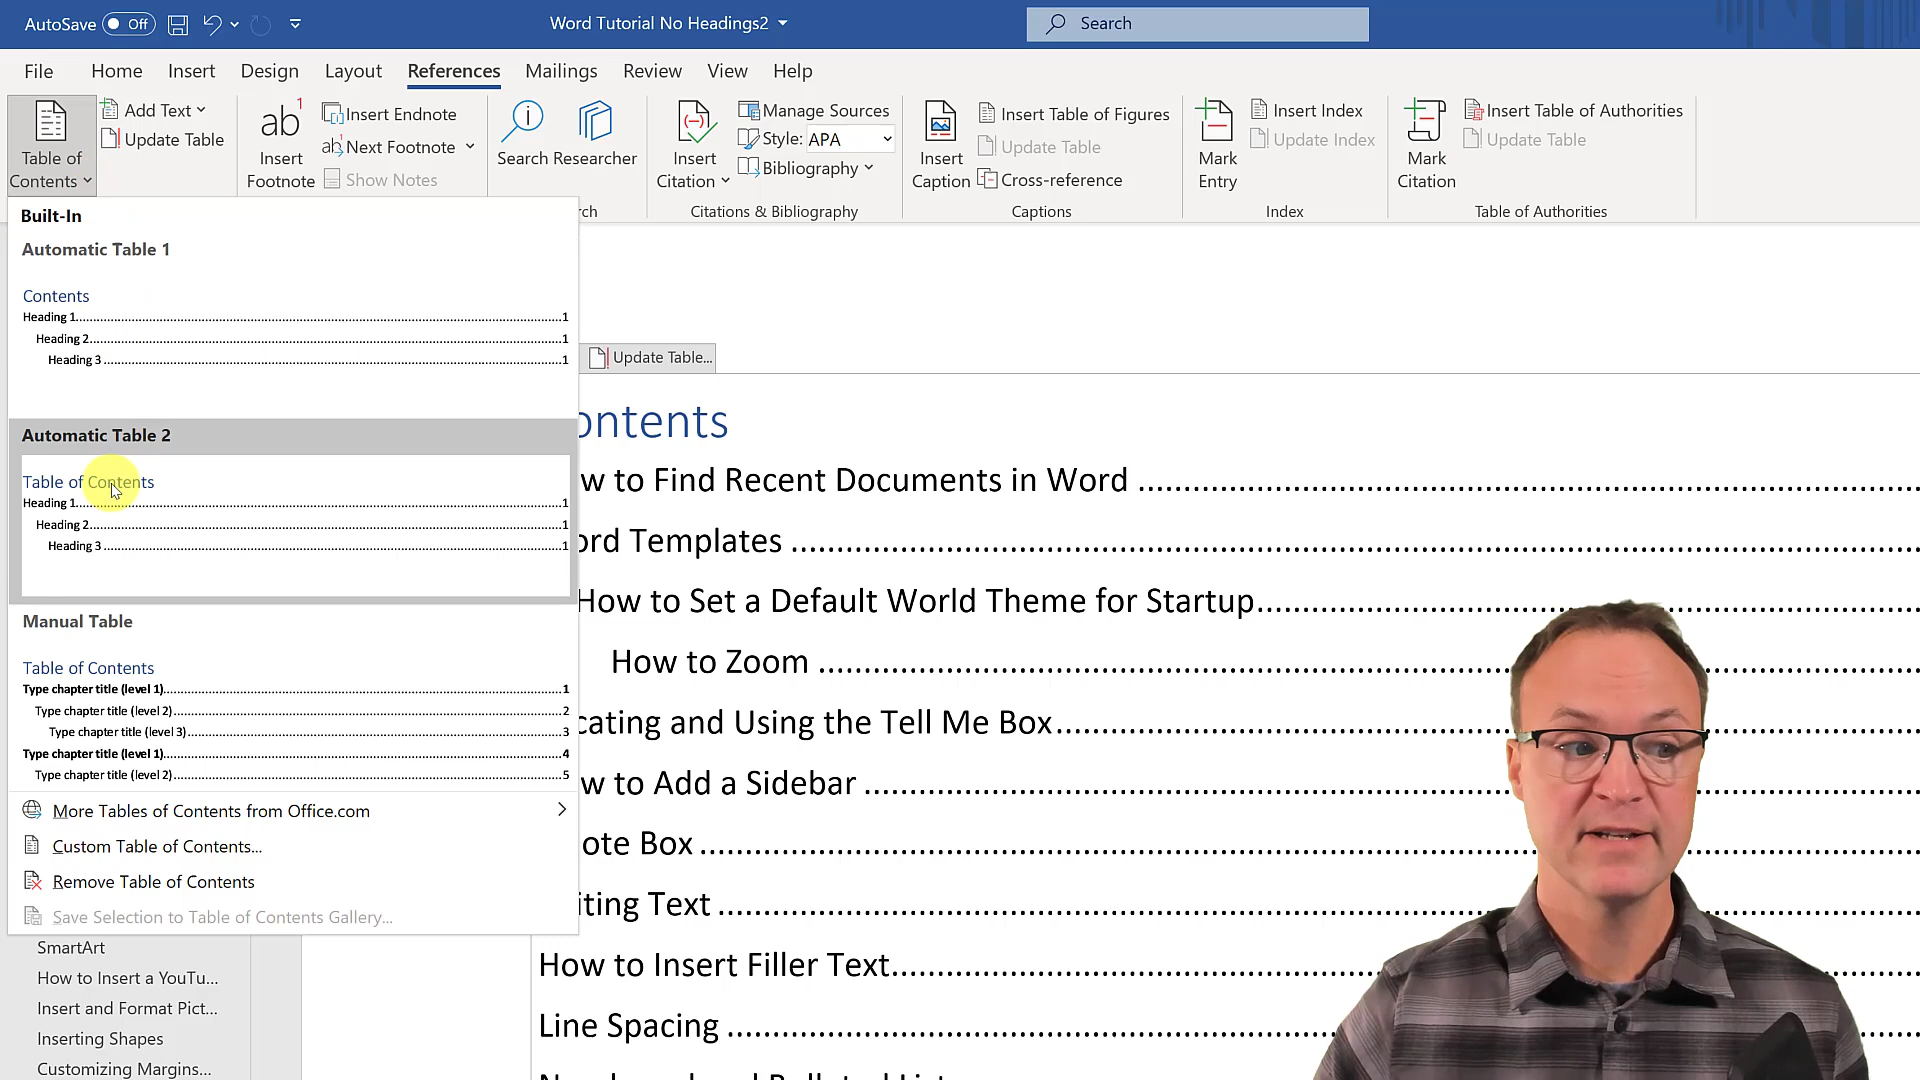 AutoSave Off
Word Tutorial No Headings2
Search
File Home Insert Design Layout References Mailings Review View Help
Table of Contents
Add Text
Update Table
ab 1
Insert Footnote
Insert Endnote
Next Footnote
Show Notes
Search
Researcher
Insert Citation
Manage Sources
Style: APA
Bibliography
Citations & Bibliography
Insert Caption
Insert Table of Figures
Update Table
Cross-reference
Captions
Mark Entry
Insert Index
Update Index
Index
Mark Citation
Insert Table of Authorities
Update Table
Table of Authorities
rch
Built-In
Automatic Table 1
Contents
Heading 1 1
Heading 2 1
Heading 3 1
Automatic Table 2
Table of Contents
Heading 1 1
Heading 2 1
Heading 3 1
Manual Table
Table of Contents
Type chapter title (level 1) 1
Type chapter title (level 2) 2
Type chapter title (level 3) 3
Type chapter title (level 1) 4
Type chapter title (level 2) 5
More Tables of Contents from Office.com
Custom Table of Contents...
Remove Table of Contents
Save Selection to Table of Contents Gallery...
SmartArt
How to Insert a YouTu...
Insert and Format Pict...
Inserting Shapes
Customizing Margins...
Update Table...
ontents
w to Find Recent Documents in Word
ord Templates
How to Set a Default World Theme for Startup
How to Zoom
cating and Using the Tell Me Box
w to Add a Sidebar
ote Box
iting Text
How to Insert Filler Text
Line Spacing